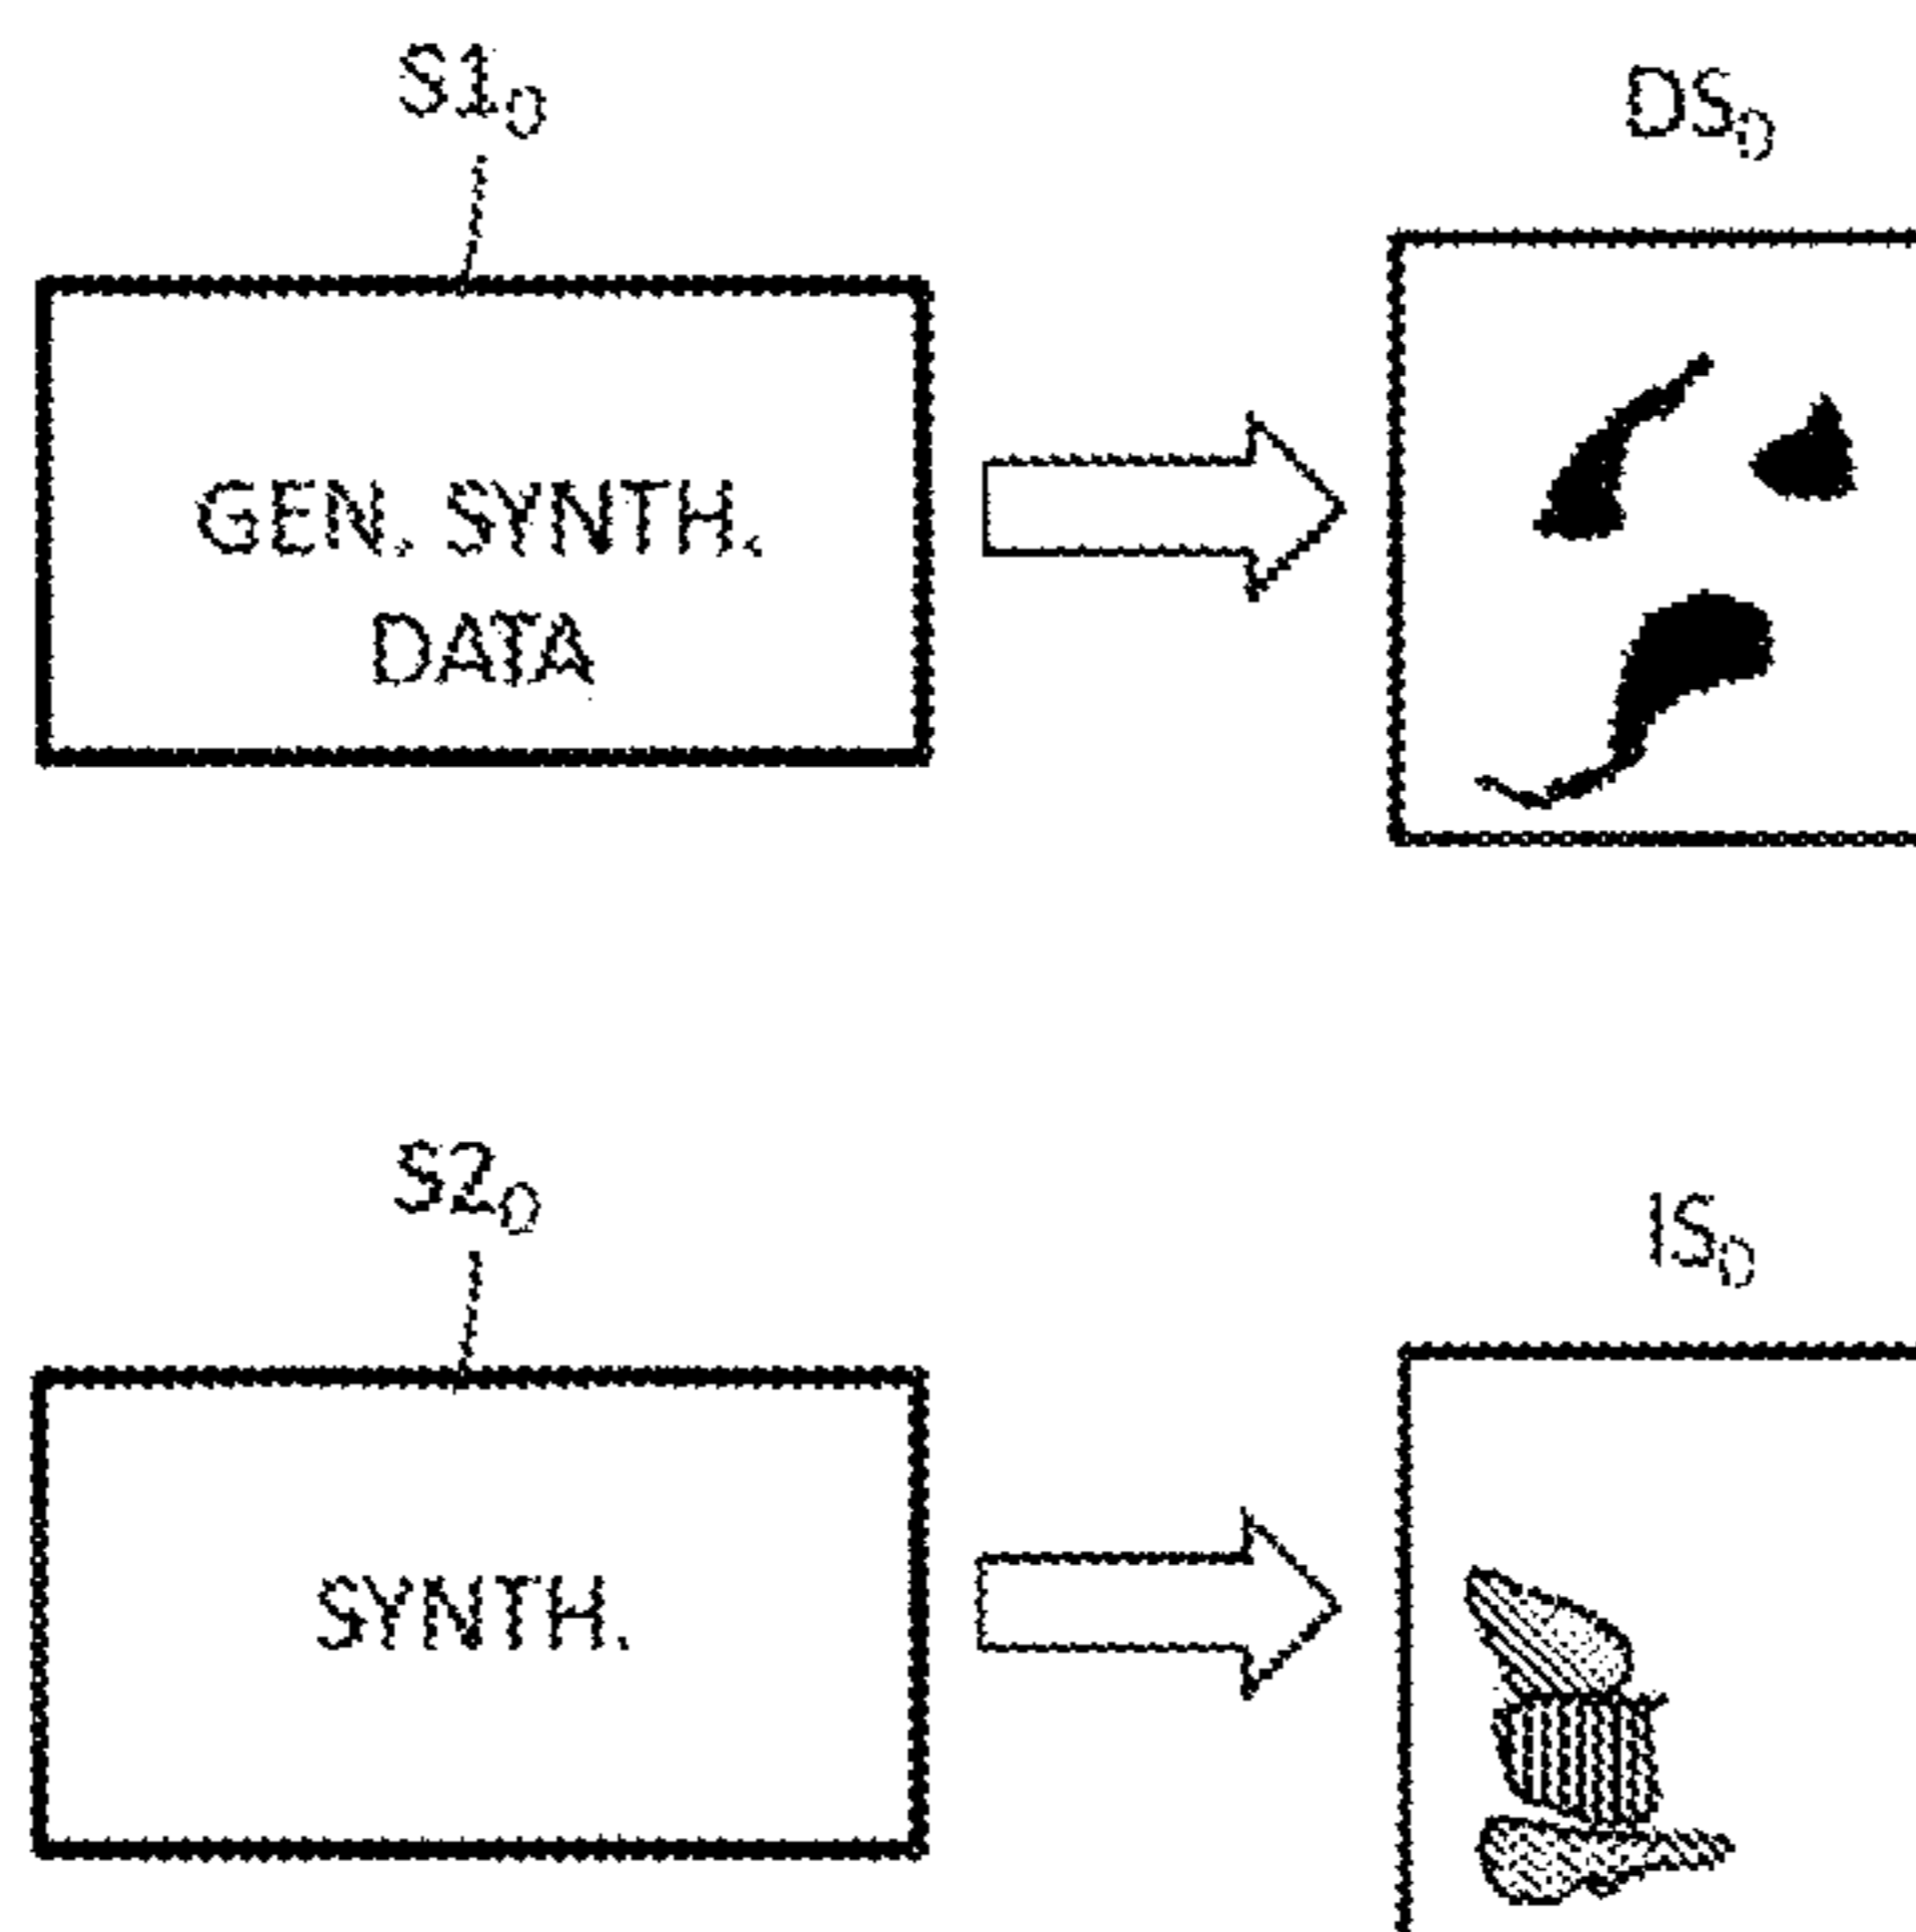 S1₀
DS₀
GEN. SYNTH.
DATA
S2₀
IS₀
SYNTH.